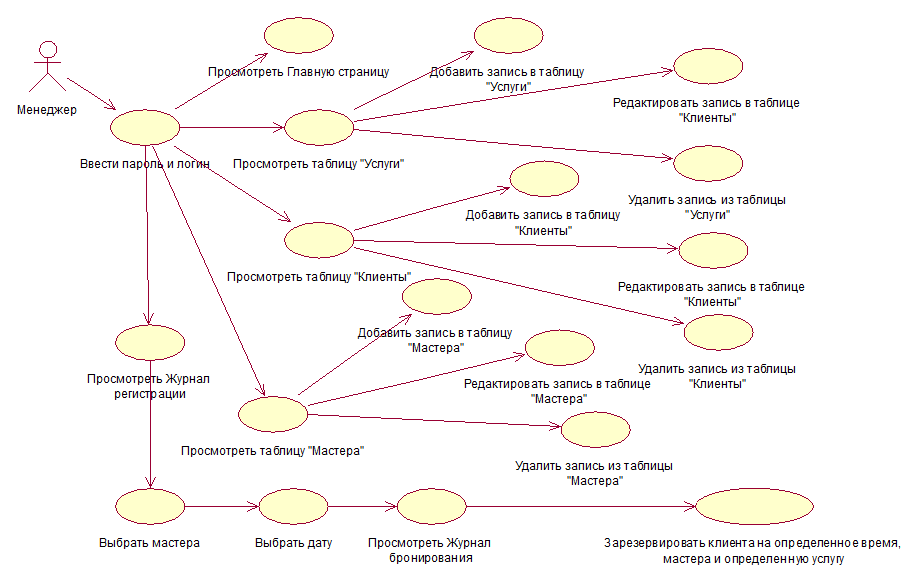 Просмотреть Главную страницу
Добавить запись в таблицу
"Услуги"
Менеджер
Редактировать запись в таблице
"Клиенты"
Ввести пароль и логин
Просмотреть таблицу "Услуги"
Удалить запись из таблицы
"Услуги"
Добавить запись в таблицу
"Клиенты"
Просмотреть таблицу "Клиенты"
Редактировать запись в таблице
"Клиенты"
Добавить запись в таблицу
"Мастера"
Удалить запись из таблицы
"Клиенты"
Просмотреть Журнал
регистрации
Редактировать запись в таблице
"Мастера"
Просмотреть таблицу "Мастера"
Удалить запись из таблицы
"Мастера"
Выбрать мастера
Выбрать дату
Просмотреть Журнал
бронирования
Зарезервировать клиента на определенное время,
мастера и определенную услугу